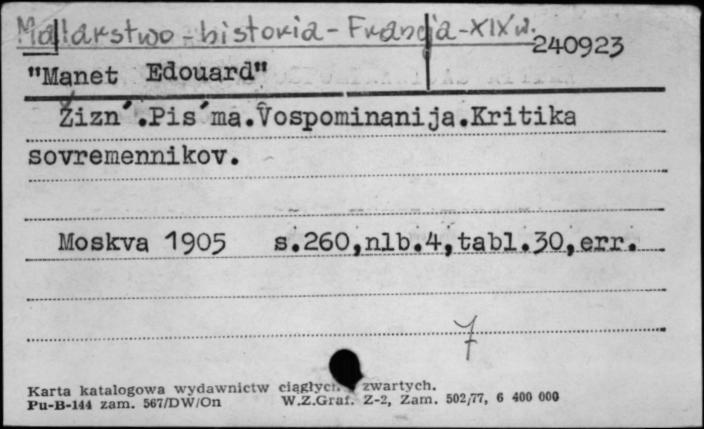 Malarstwo - historia - Francja - XIX w.
240923
"Manet Edouard"
Žizn´.Pis´ma.Vospominanija.Kritika
sovremennikov.
Moskva 1905 s.260,nlb.4,tabl.30,err.
7
Karta katalogowa wydawnictw ciągłych zwartych.
Pu-B-144 zam. 567/DW/On W.Z.Graf. Z-2, Zam. 502/77, 6 400 000